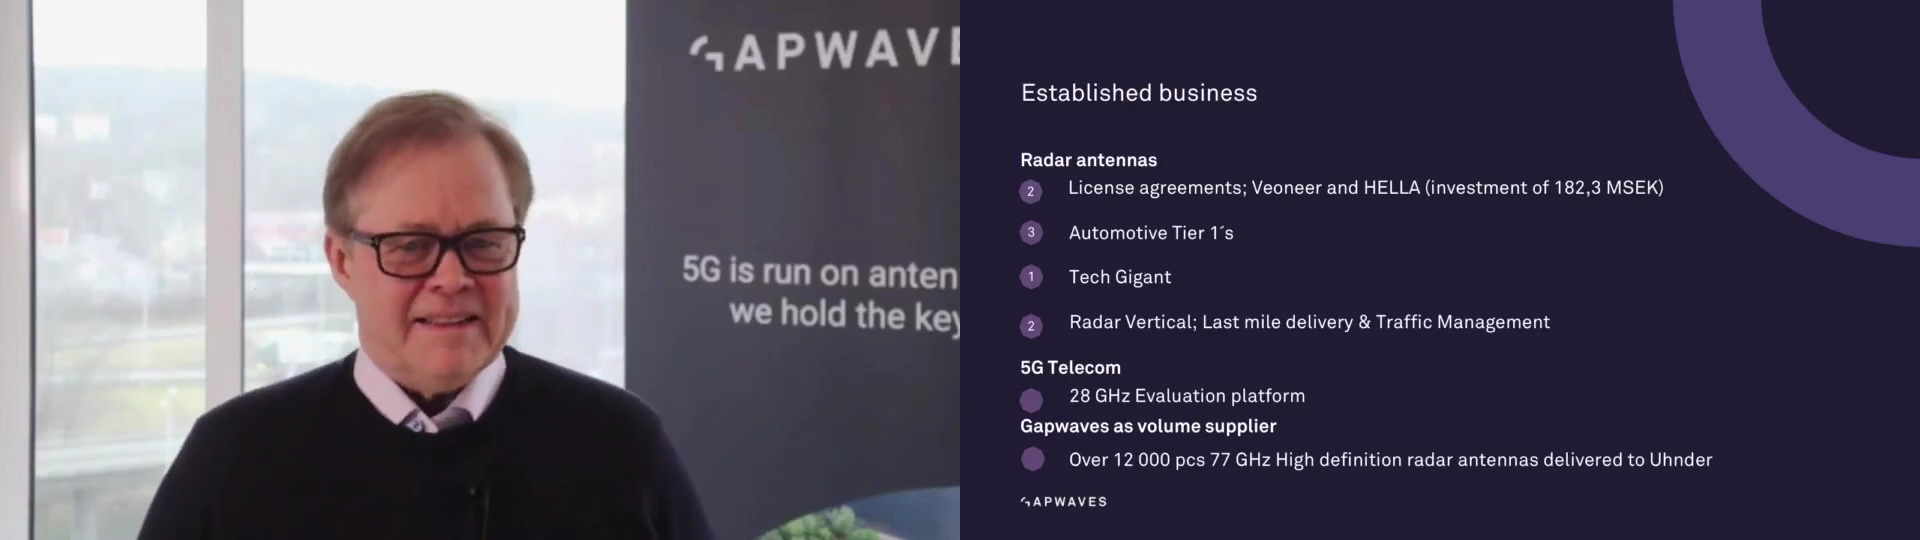 GAPWAVE
5G is run on anten
we hold the key
Established business
Radar antennas
2 License agreements; Veoneer and HELLA (investment of 182,3 MSEK)
3 Automotive Tier 1´s
1 Tech Gigant
2 Radar Vertical; Last mile delivery & Traffic Management
5G Telecom
28 GHz Evaluation platform
Gapwaves as volume supplier
Over 12 000 pcs 77 GHz High definition radar antennas delivered to Uhnder
GAPWAVES